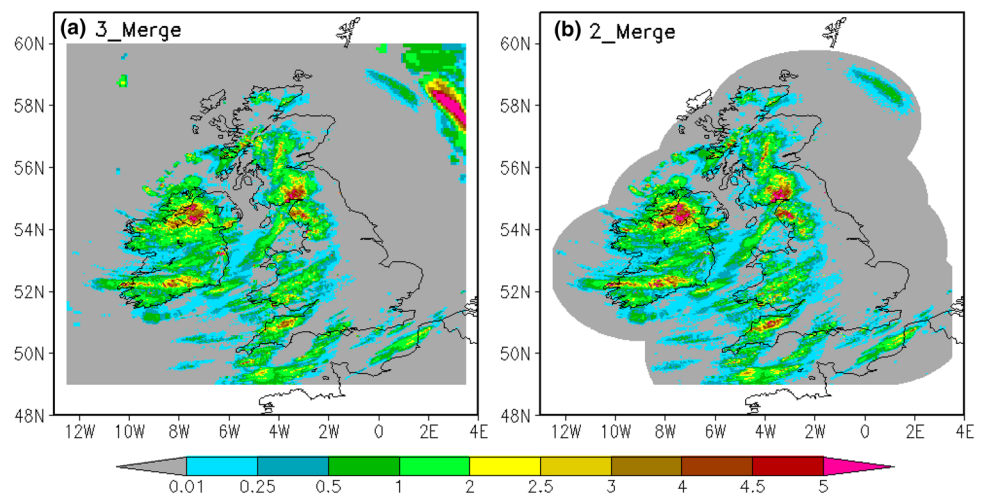 (a) 3_Merge
(b) 2_Merge
60N
58N
56N
54N
52N
50N
48N
12W 10W 8W 6W 4W 2W 0 2E 4E
60N
58N
56N
54N
52N
50N
48N
12W 10W 8W 6W 4W 2W 0 2E 4E
0.01 0.25 0.5 1 2 2.5 3 4 4.5 5